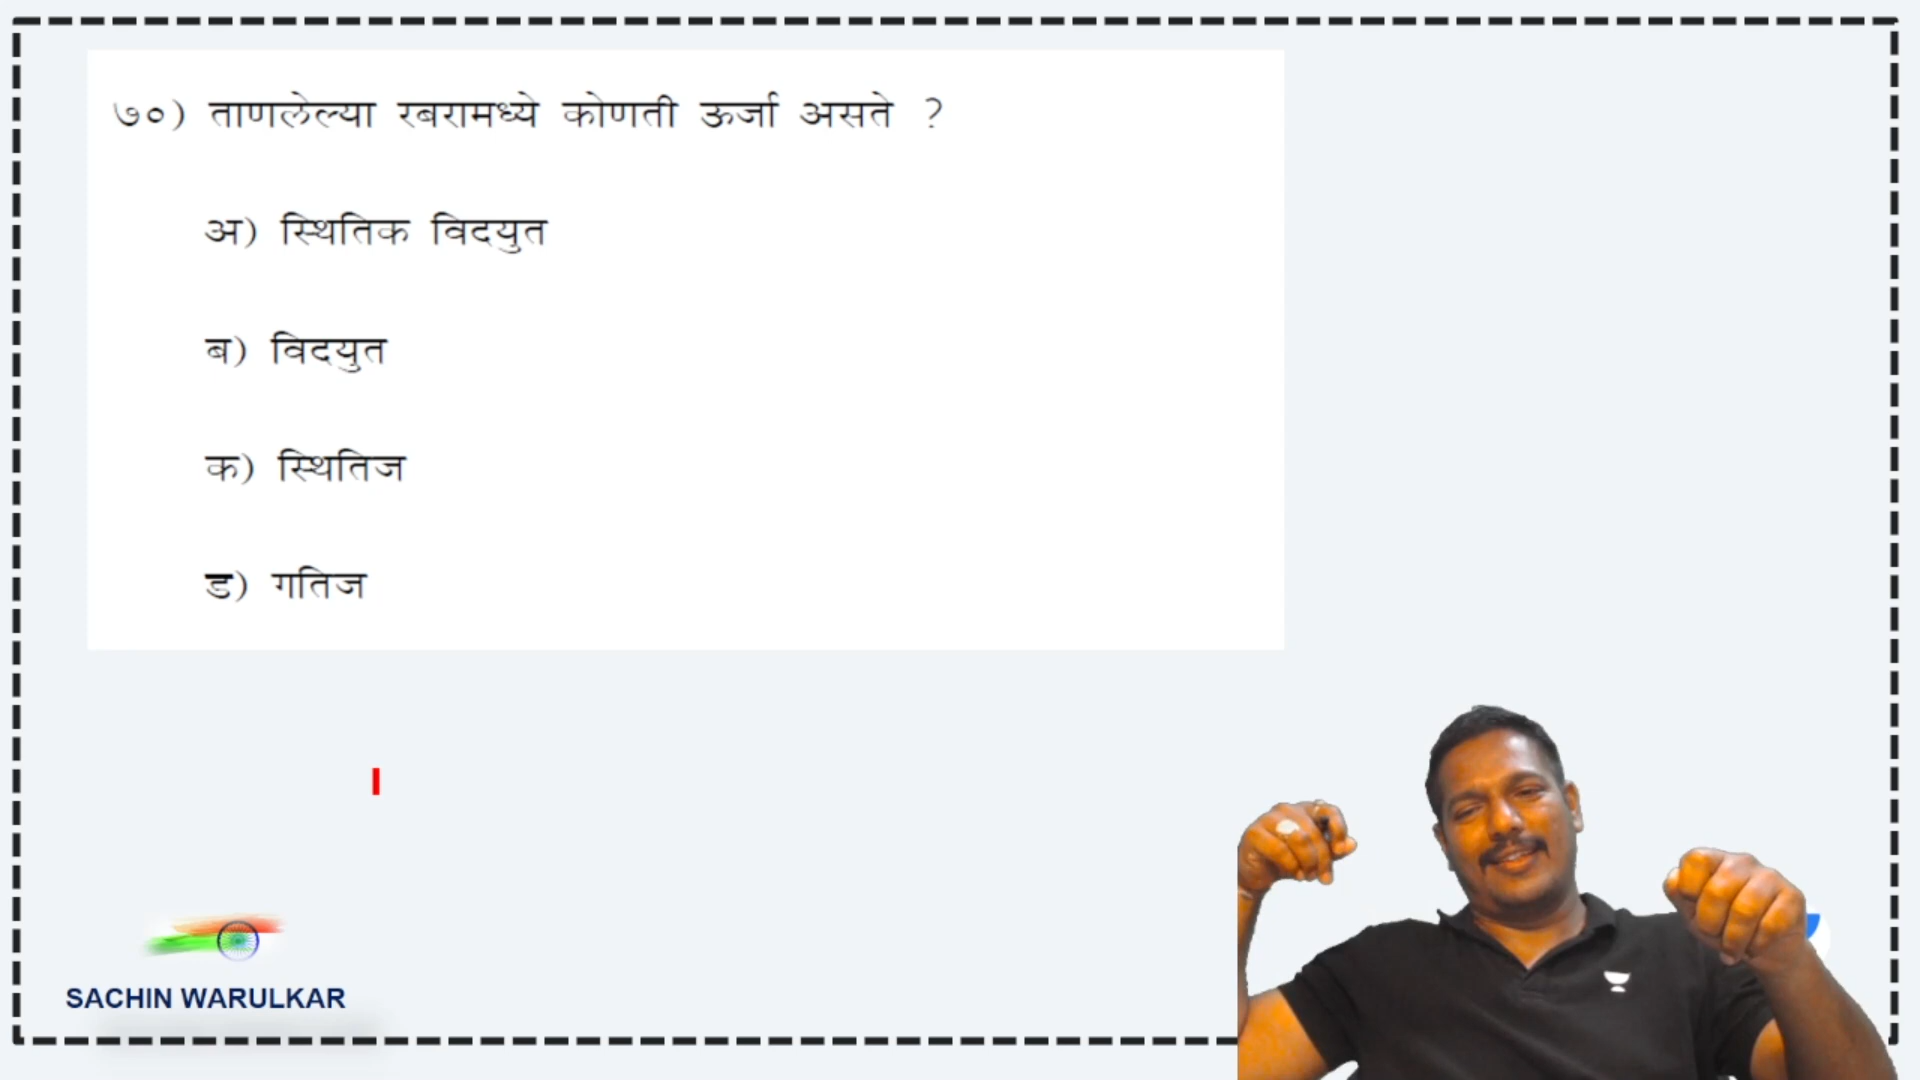 ७०) ताणलेल्या रबरामध्ये कोणती ऊर्जा असते ?
अ) स्थितिक विदयुत
ब) विदयुत
क) स्थितिज
ड) गतिज
SACHIN WARULKAR